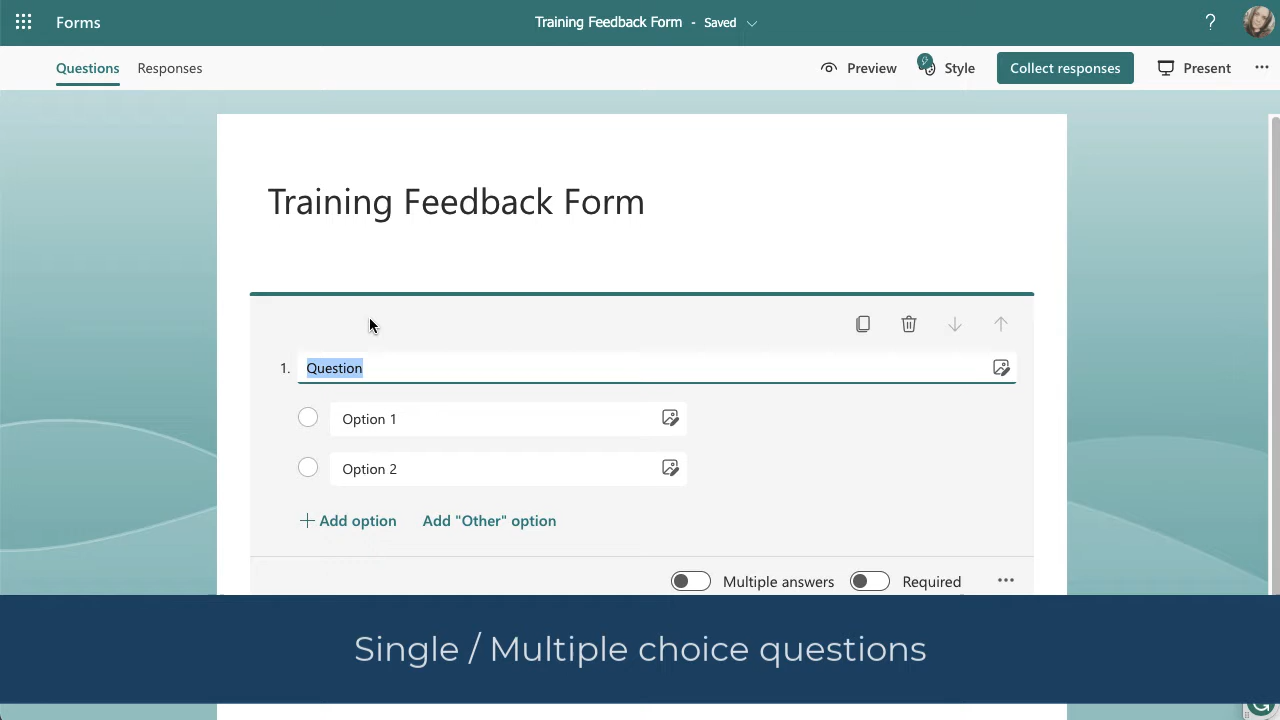 Forms
Training Feedback Form - Saved
?
Questions Responses
Preview Style Collect responses Present
Training Feedback Form
1. Question
Option 1
Option 2
Add option Add "Other" option
Multiple answers Required
Single / Multiple choice questions